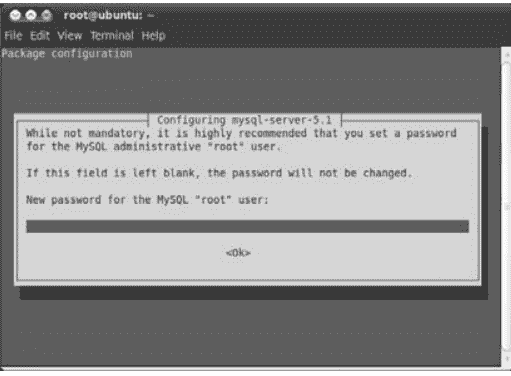 root@ubuntu: ~
File Edit View Terminal Help
Package configuration
Configuring mysql-server-5.1
While not mandatory, it is highly recommended that you set a password
for the MySQL administrative "root" user.
If this field is left blank, the password will not be changed.
New password for the MySQL "root" user:
<Ok>